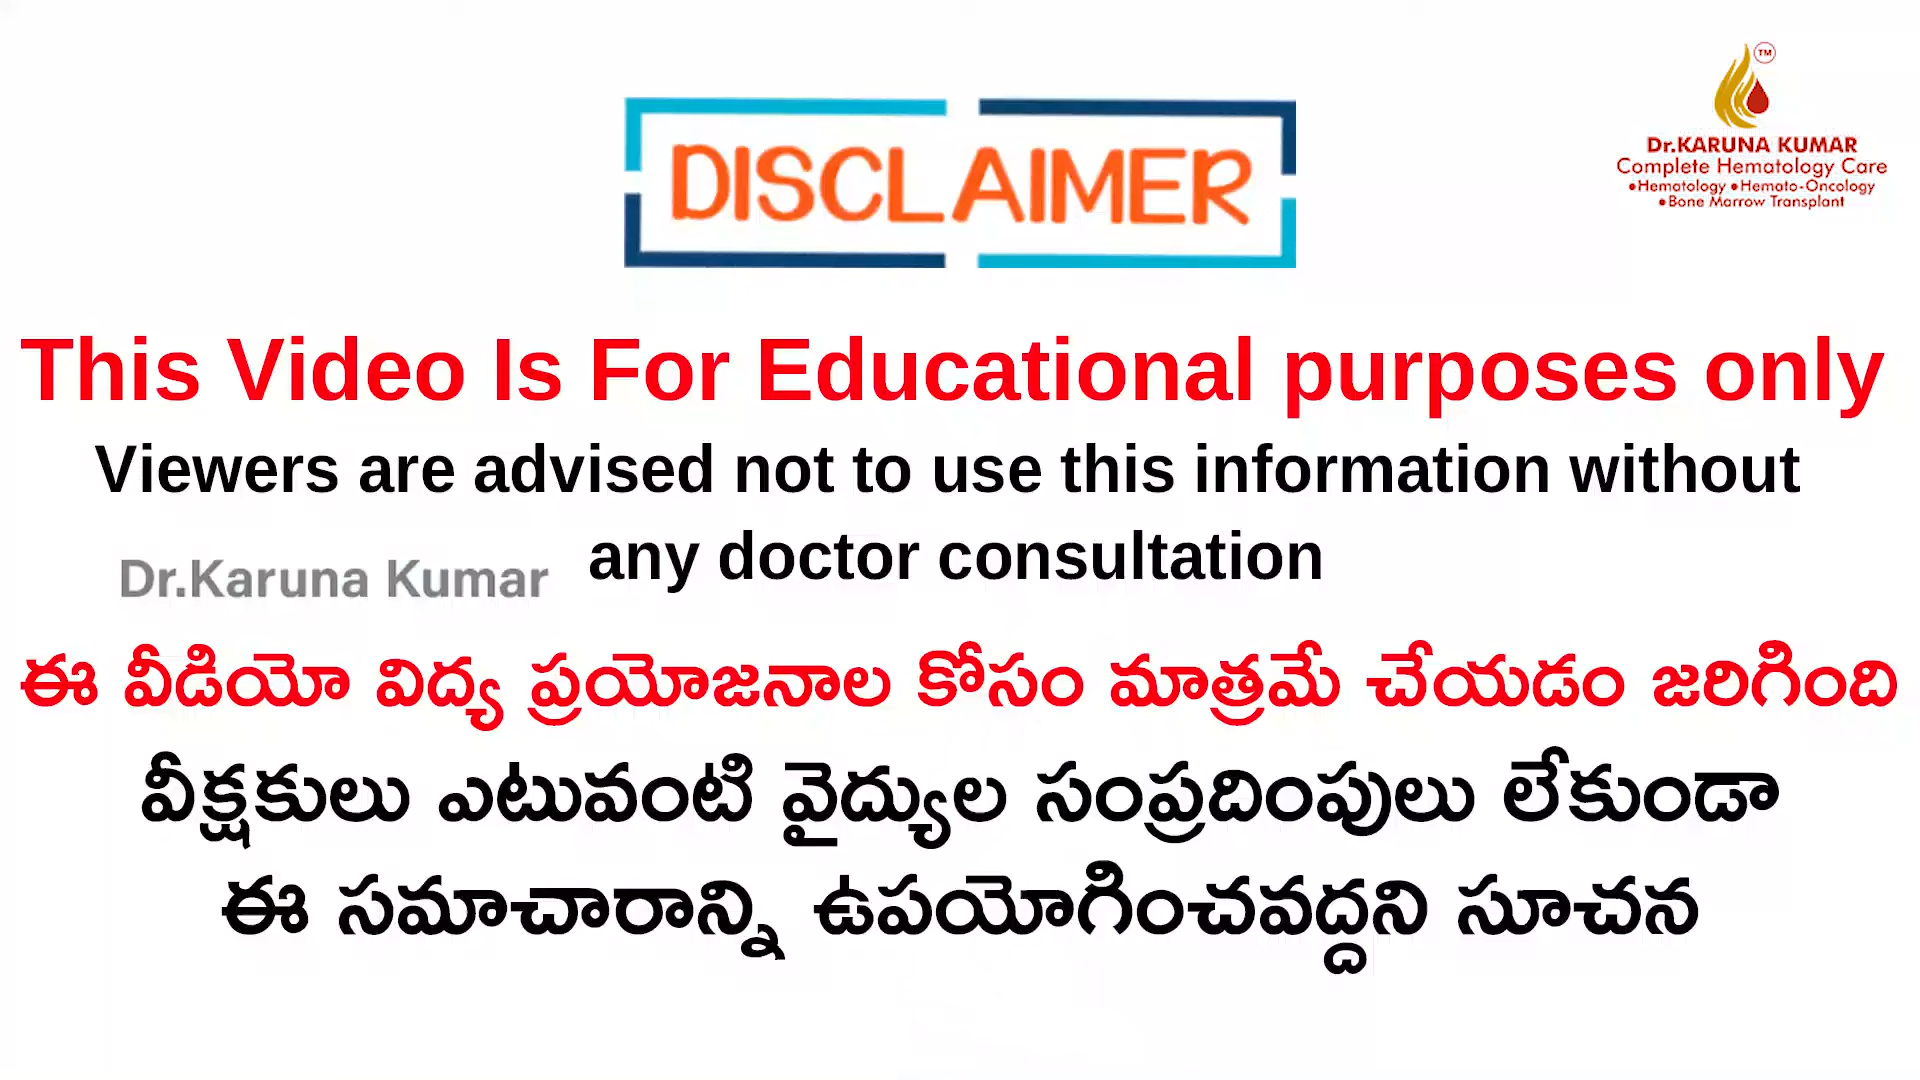 TM
Dr.KARUNA KUMAR
Complete Hematology Care
•Hematology •Hemato-Oncology
•Bone Marrow Transplant
DISCLAIMER
This Video Is For Educational purposes only
Viewers are advised not to use this information without
any doctor consultation
Dr.Karuna Kumar
ఈ వీడియో విద్య ప్రయోజనాల కోసం మాత్రమే చేయడం జరిగింది
వీక్షకులు ఎటువంటి వైద్యుల సంప్రదింపులు లేకుండా
ఈ సమాచారాన్ని ఉపయోగించవద్దని సూచన